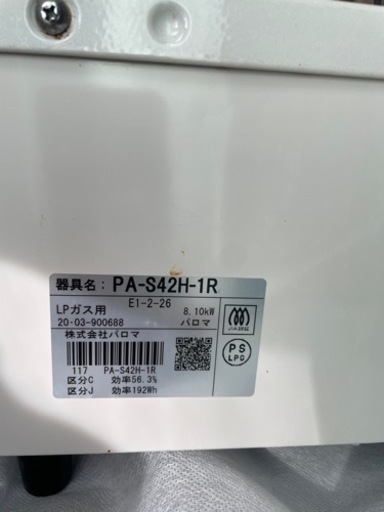 器具名: PA-S42H-1R
E1-2-26
LPガス用 8.10kW
20-03-900688 パロマ
株式会社パロマ
117 PA-S42H-1R
区分C 効率56.3%
区分J 効率192Wh
PS
LPG